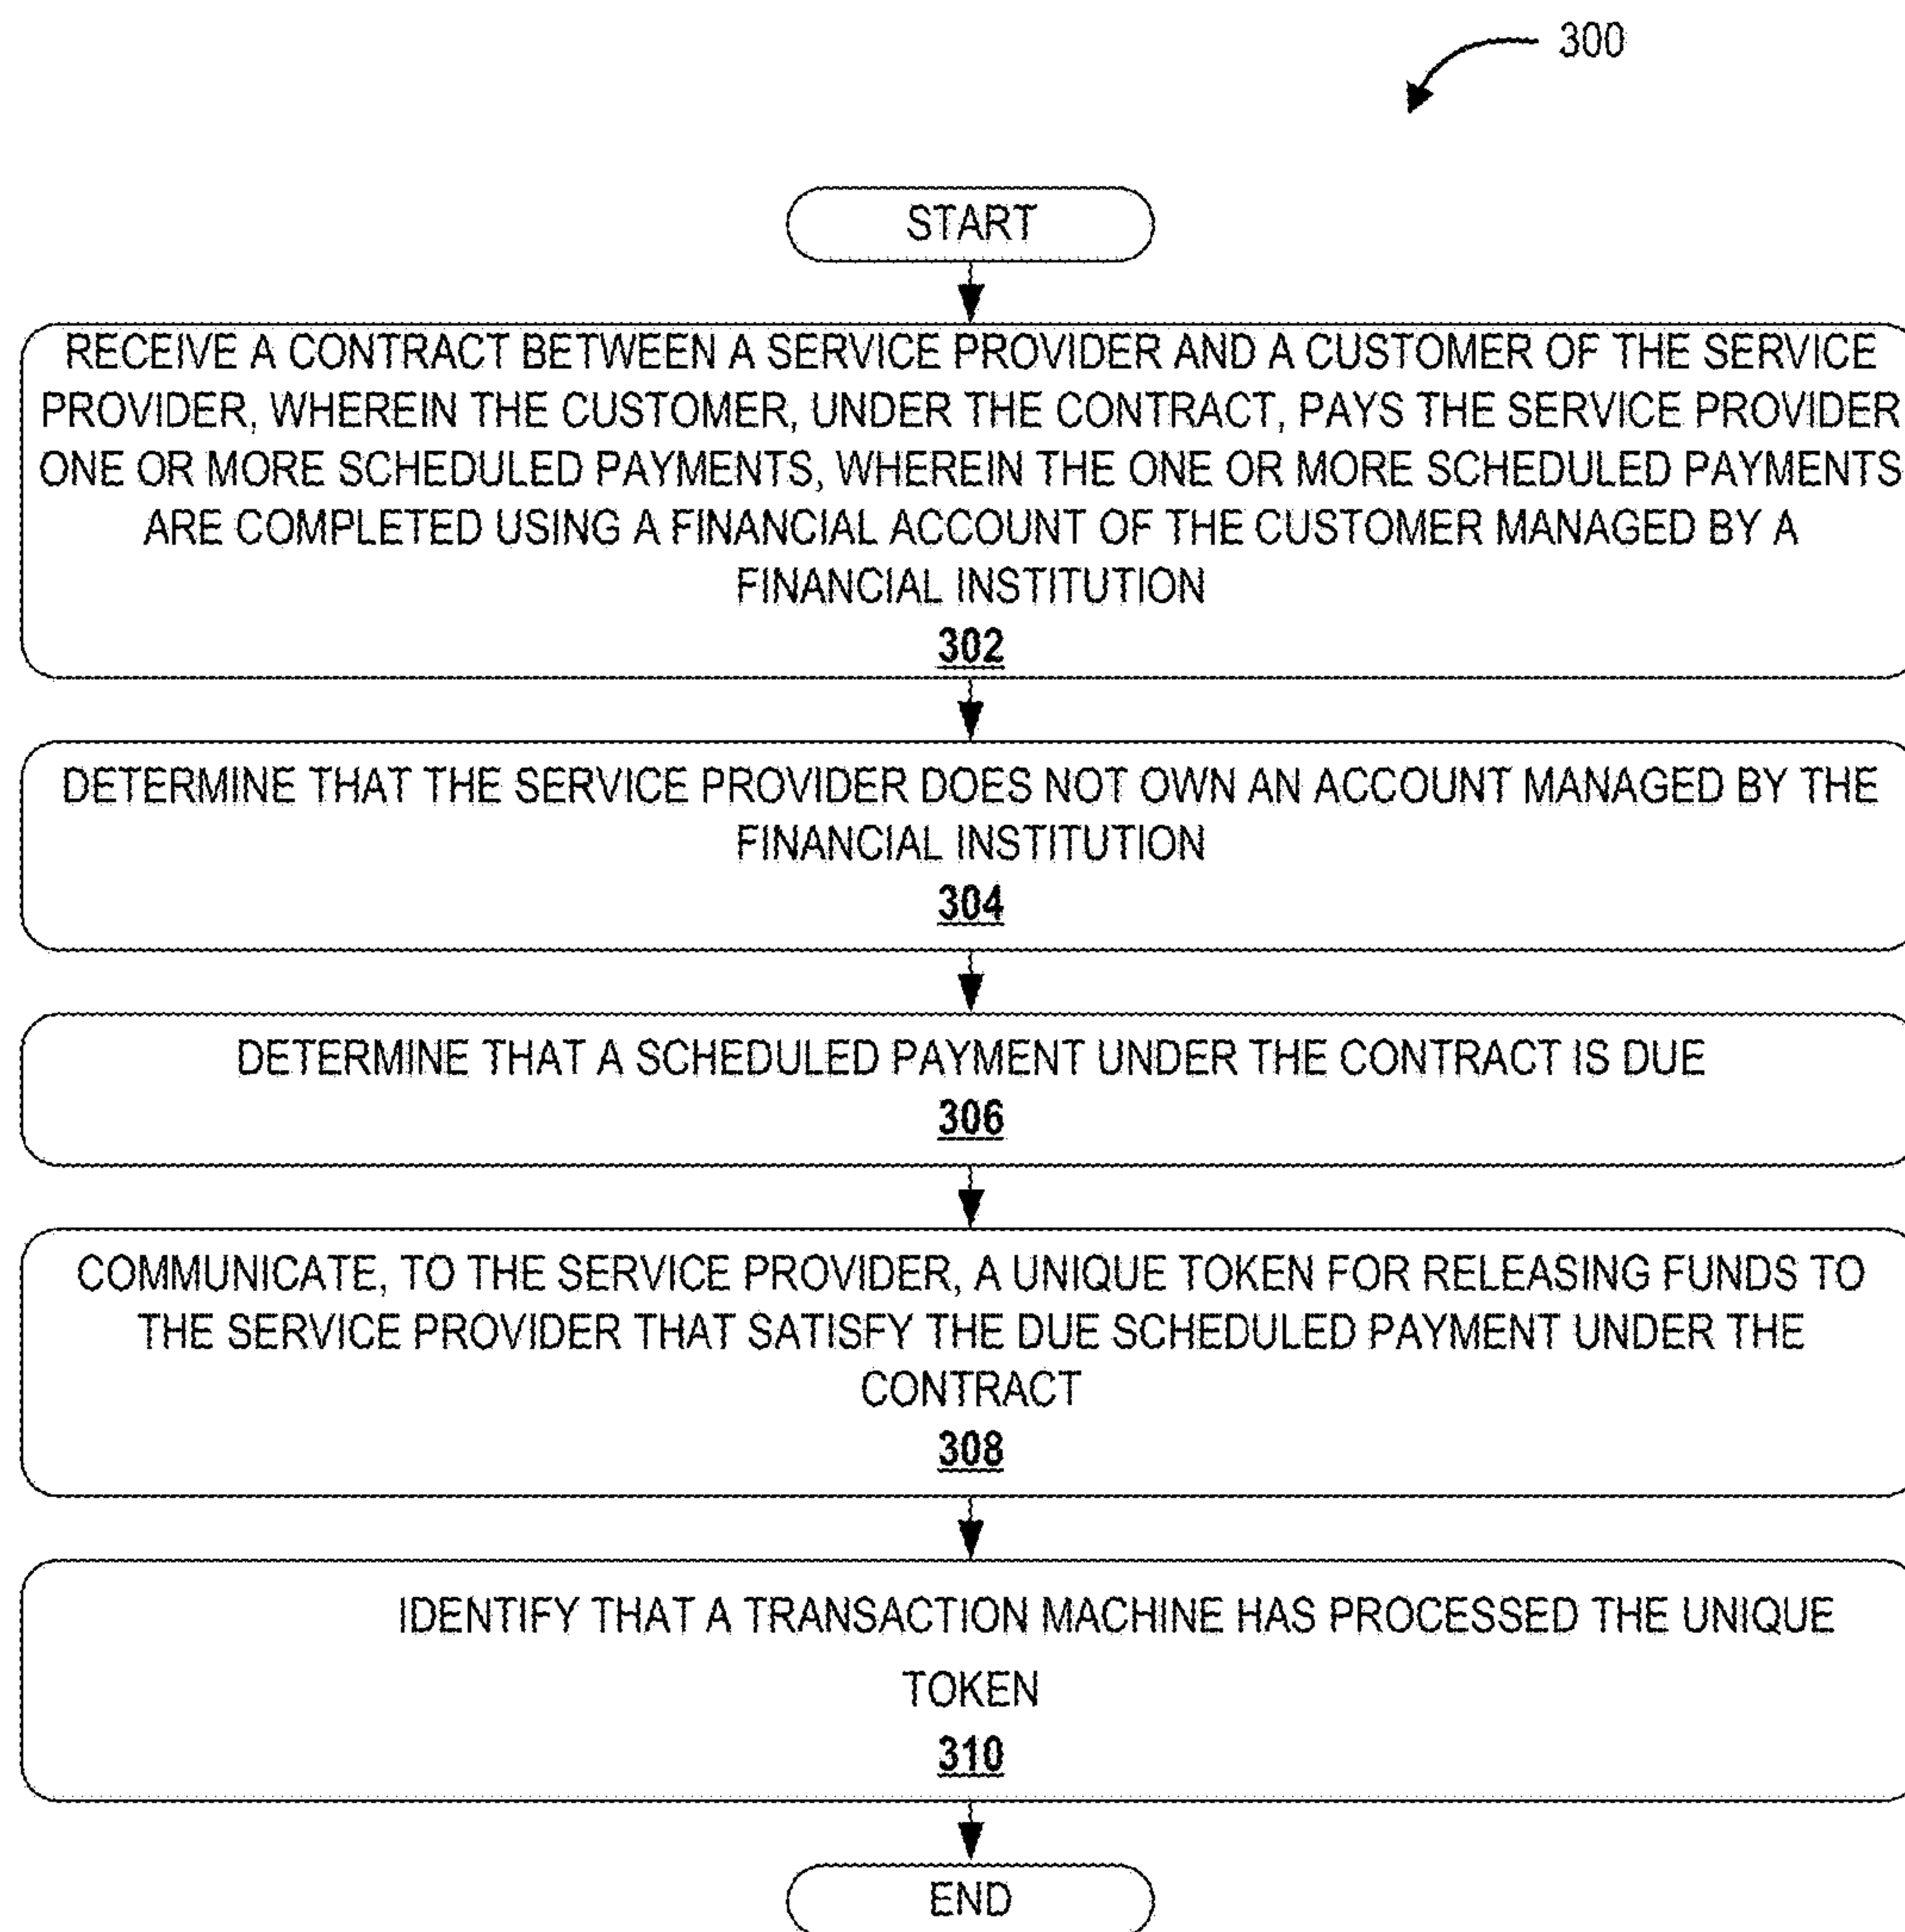 300
START
RECEIVE A CONTRACT BETWEEN A SERVICE PROVIDER AND A CUSTOMER OF THE SERVICE
PROVIDER, WHEREIN THE CUSTOMER, UNDER THE CONTRACT, PAYS THE SERVICE PROVIDER
ONE OR MORE SCHEDULED PAYMENTS, WHEREIN THE ONE OR MORE SCHEDULED PAYMENTS
ARE COMPLETED USING A FINANCIAL ACCOUNT OF THE CUSTOMER MANAGED BY A
FINANCIAL INSTITUTION
302
DETERMINE THAT THE SERVICE PROVIDER DOES NOT OWN AN ACCOUNT MANAGED BY THE
FINANCIAL INSTITUTION
304
DETERMINE THAT A SCHEDULED PAYMENT UNDER THE CONTRACT IS DUE
306
COMMUNICATE, TO THE SERVICE PROVIDER, A UNIQUE TOKEN FOR RELEASING FUNDS TO
THE SERVICE PROVIDER THAT SATISFY THE DUE SCHEDULED PAYMENT UNDER THE
CONTRACT
308
IDENTIFY THAT A TRANSACTION MACHINE HAS PROCESSED THE UNIQUE
TOKEN
310
END